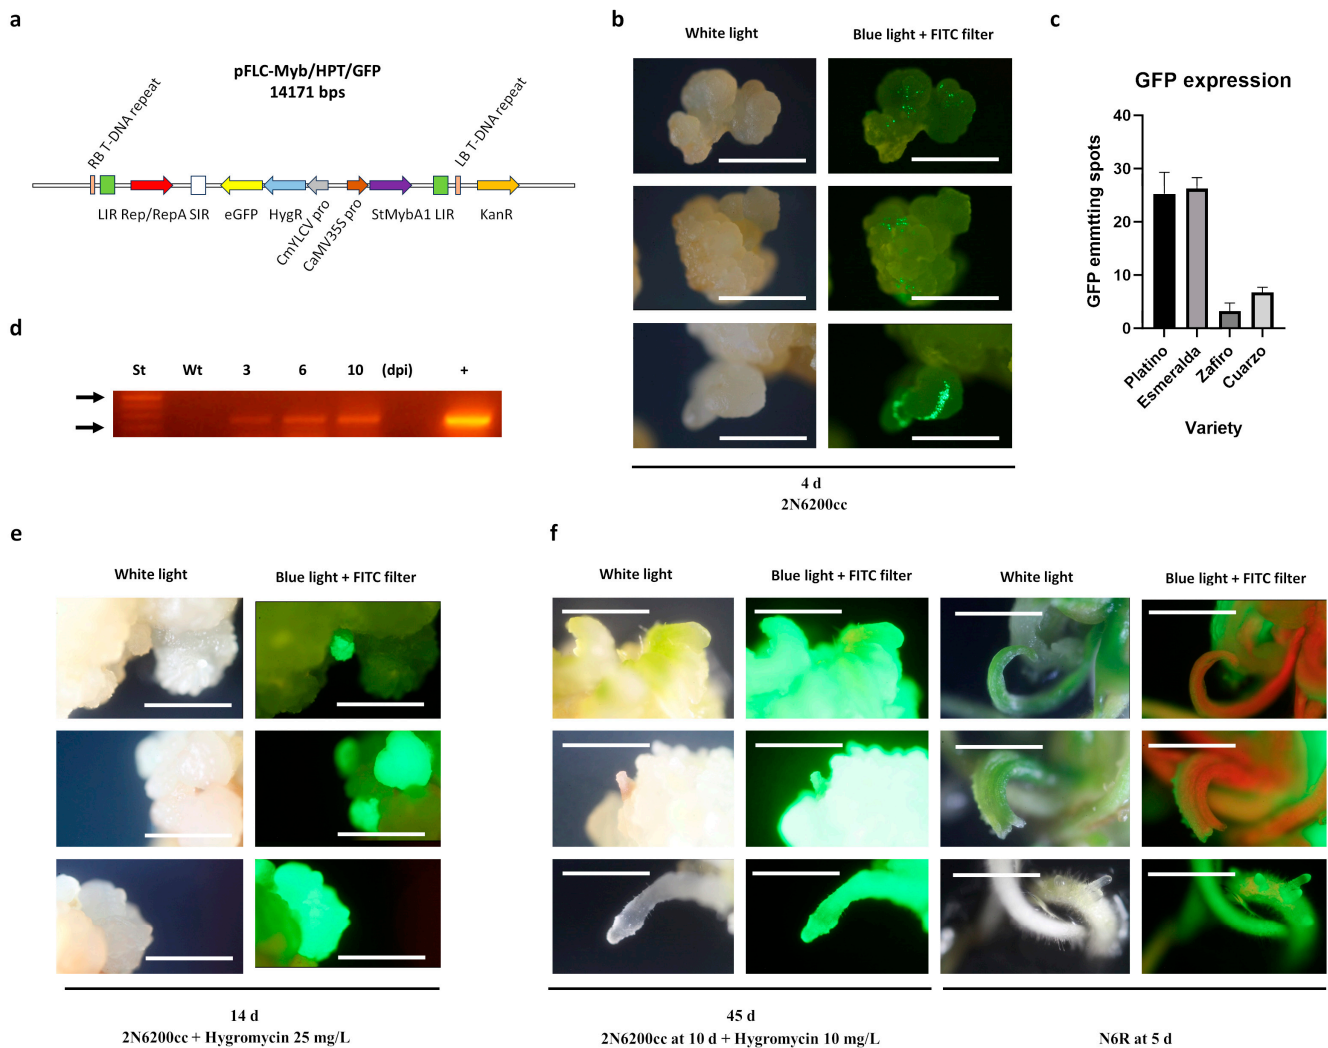 a
pFLC-Myb/HPT/GFP
14171 bps
RB T-DNA repeat
LB T-DNA repeat
LIR Rep/RepA SIR eGFP HygR CmYLCV pro CaMV35S pro StMybA1 LIR KanR
b
White light
Blue light + FITC filter
4 d
2N6200cc
c
GFP expression
GFP emmtting spots
40
30
20
10
0
Platino
Esmeralda
Zafiro
Cuarzo
Variety
d
St Wt 3 6 10 (dpi) +
e
White light
Blue light + FITC filter
14 d
2N6200cc + Hygromycin 25 mg/L
f
White light
Blue light + FITC filter
White light
Blue light + FITC filter
45 d
2N6200cc at 10 d + Hygromycin 10 mg/L
N6R at 5 d